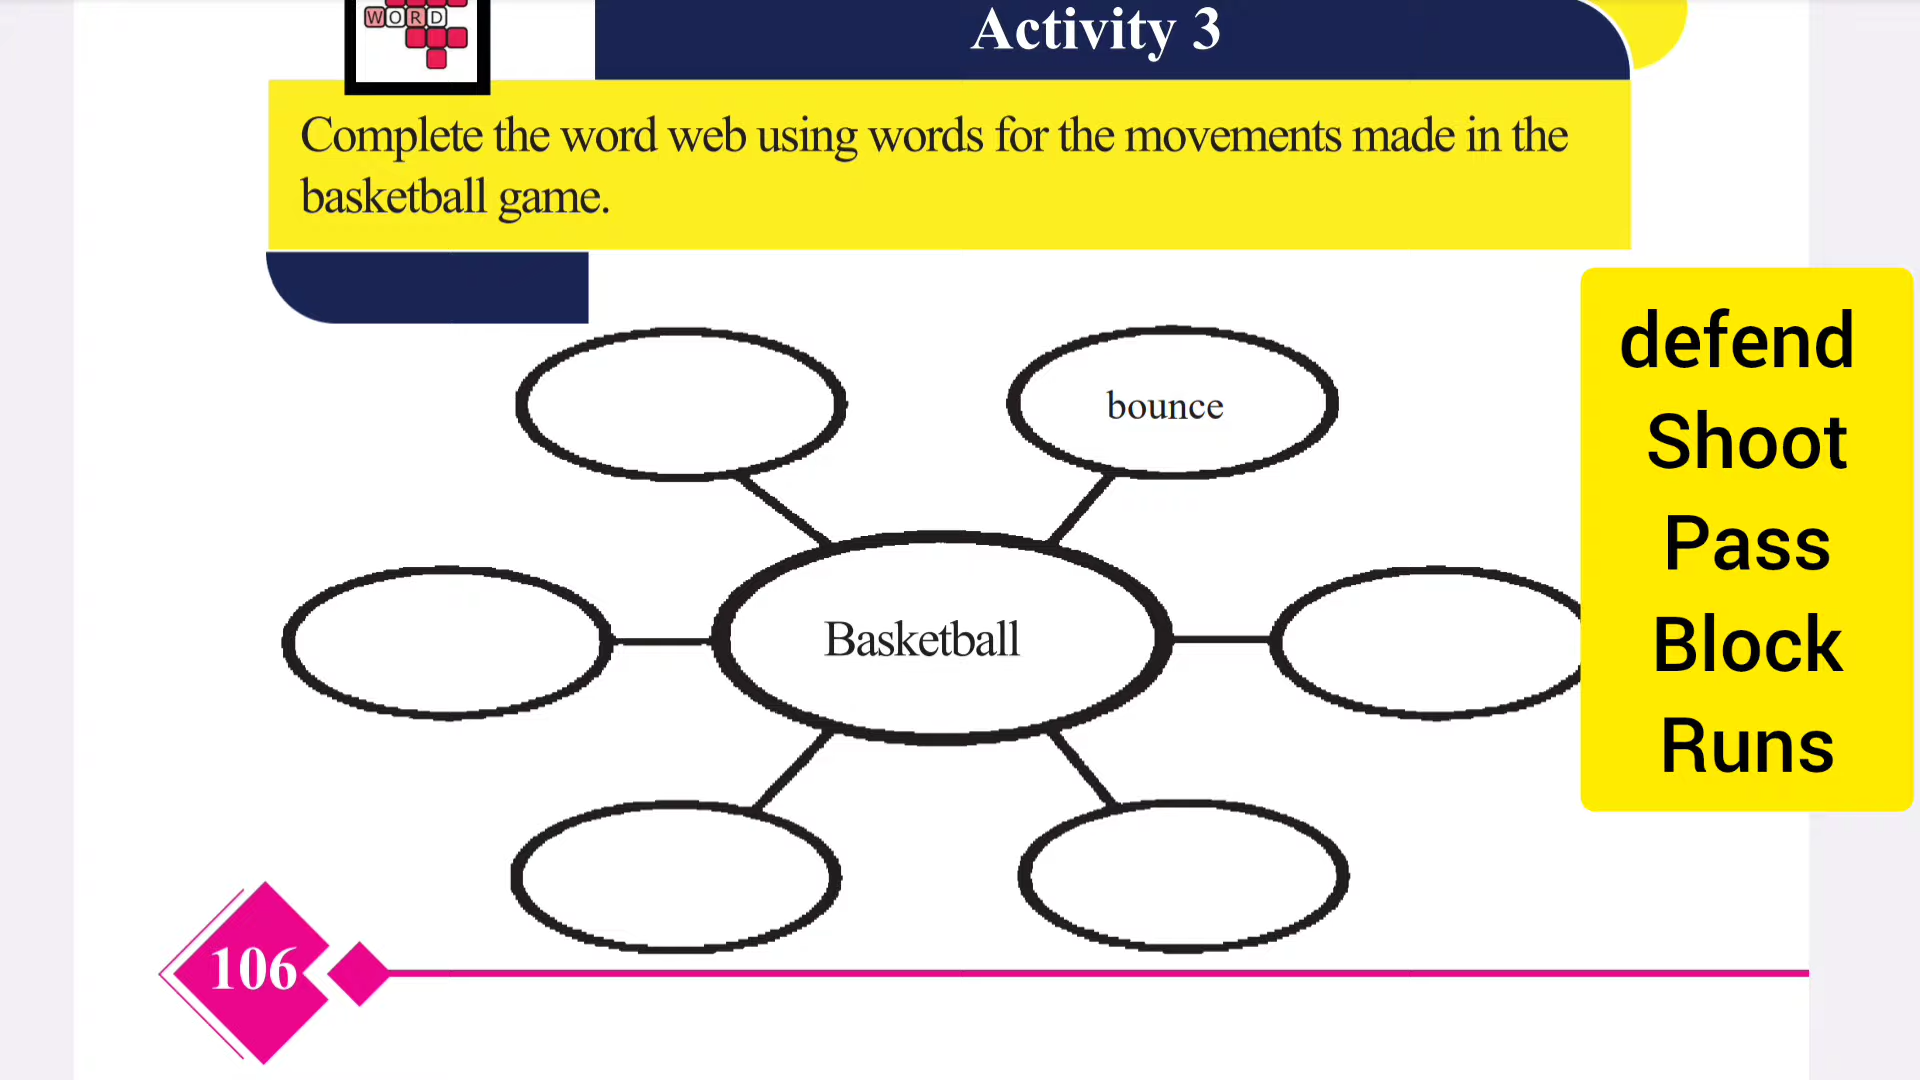 WORD
Activity 3
Complete the word web using words for the movements made in the
basketball game.
bounce
Basketball
defend
Shoot
Pass
Block
Runs
106